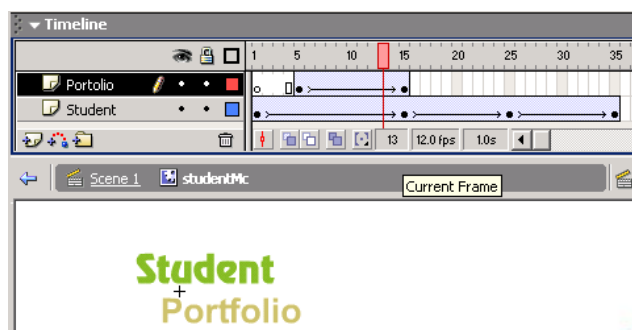 Timeline
1 5 10 15 20 25 30 35
Portolio
Student
13 12.0 fps 1.0s
Scene 1 studentMc
Current Frame
Student
Portfolio